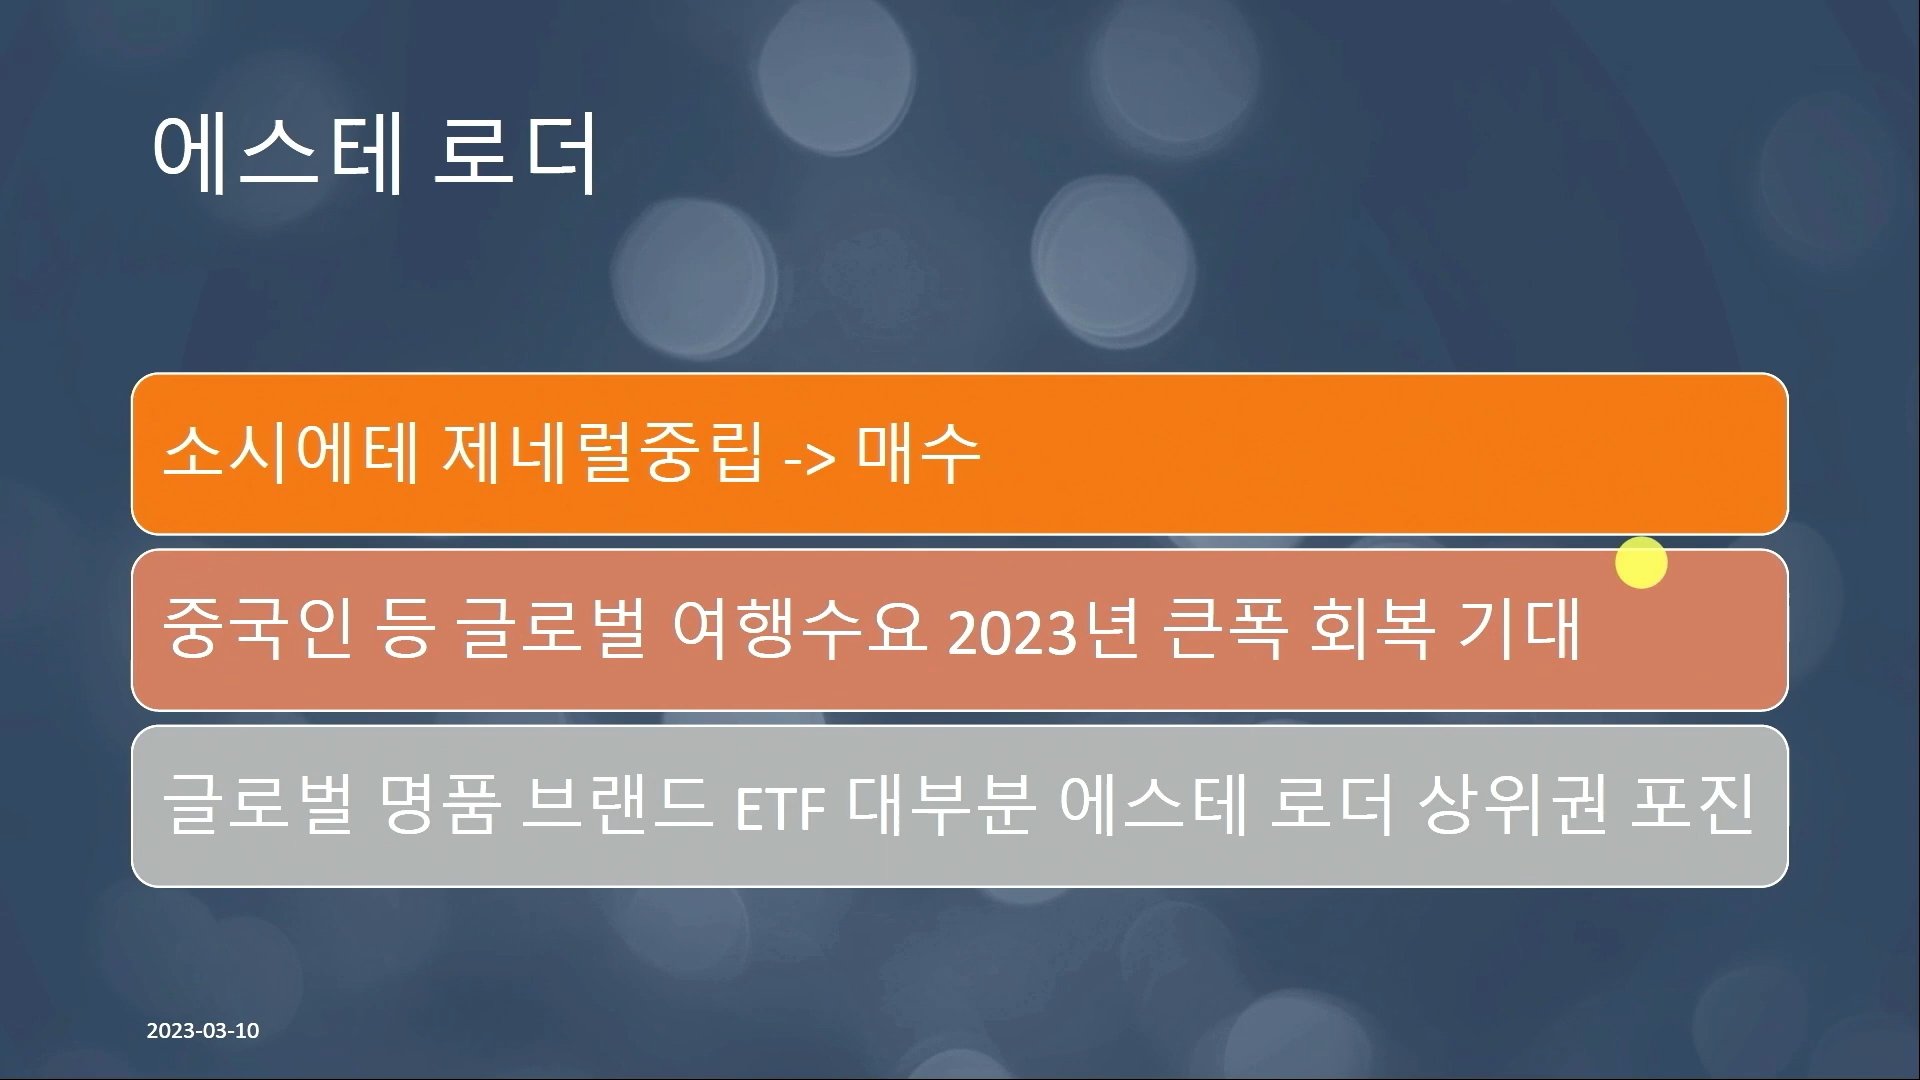 에스테 로더
소시에테 제네럴중립 -> 매수
중국인 등 글로벌 여행수요 2023년 큰폭 회복 기대
글로벌 명품 브랜드 ETF 대부분 에스테 로더 상위권 포진
2023-03-10